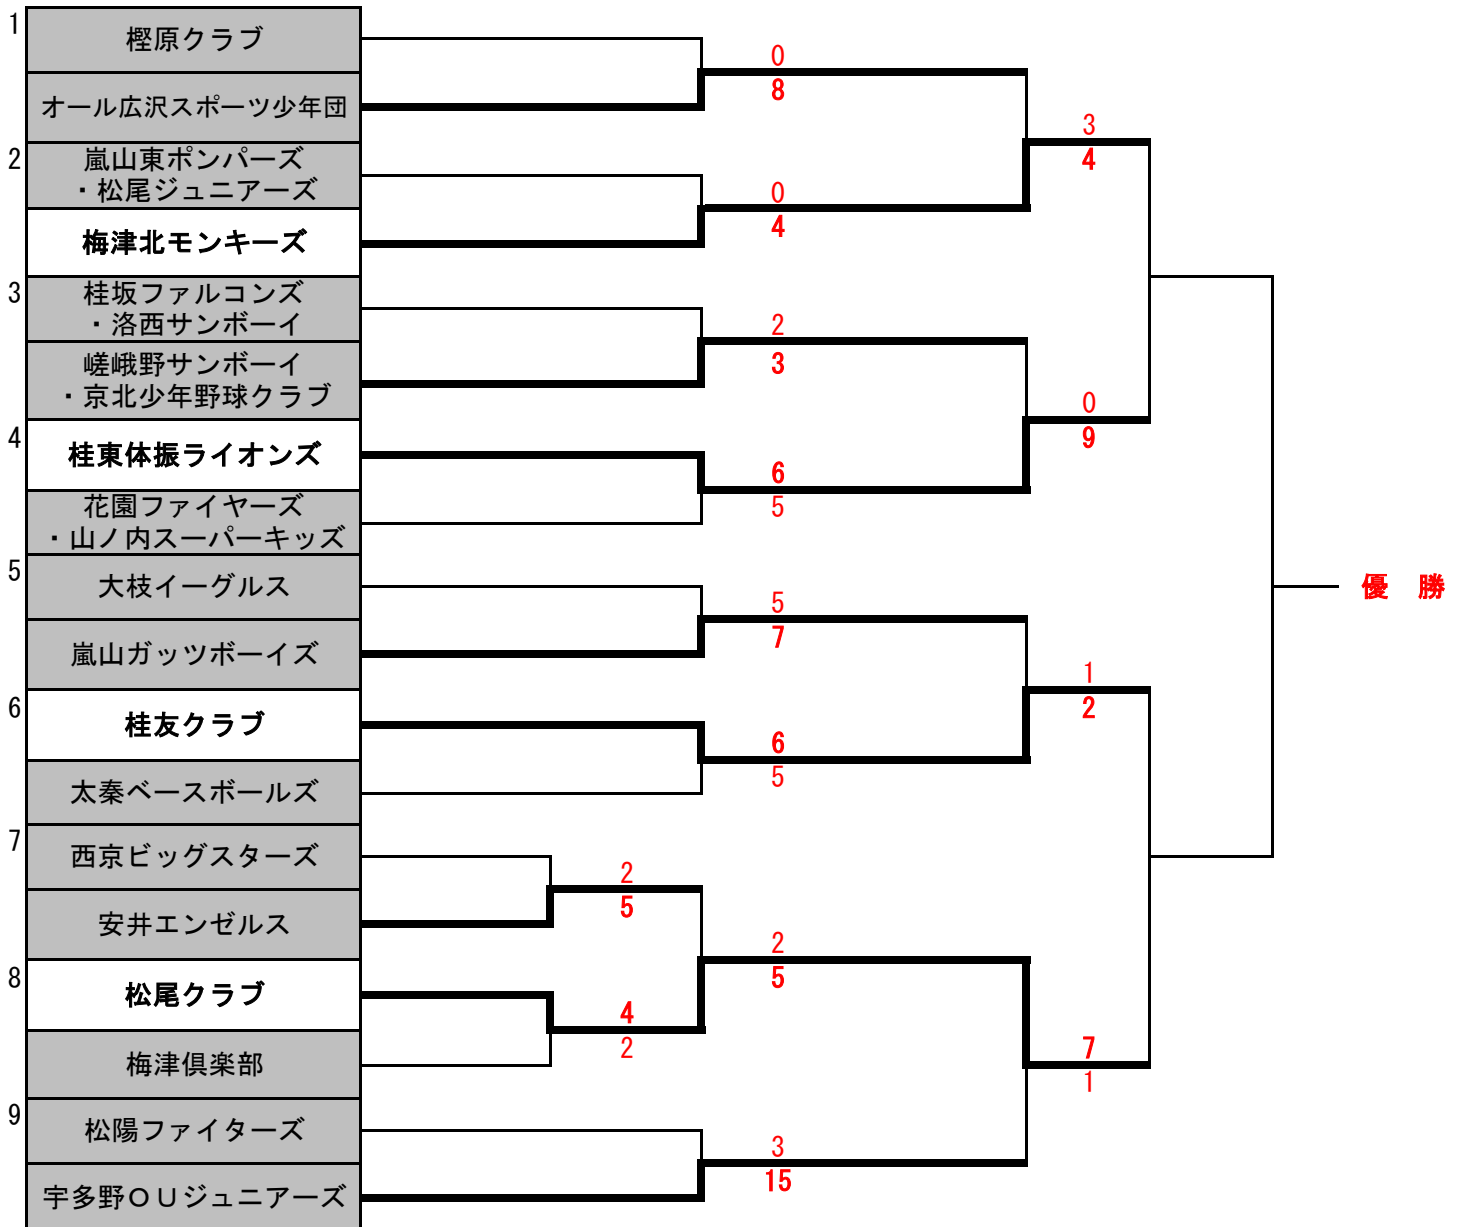 1
樫原クラブ
オール広沢スポーツ少年団
0
8
3
4
2
嵐山東ポンパーズ
・松尾ジュニアーズ
梅津北モンキーズ
0
4
3
桂坂ファルコンズ
・洛西サンボーイ
嵯峨野サンボーイ
・京北少年野球クラブ
2
3
0
9
4
桂東体振ライオンズ
花園ファイヤーズ
・山ノ内スーパーキッズ
6
5
5
大枝イーグルス
嵐山ガッツボーイズ
5
7
優　勝
1
2
6
桂友クラブ
太秦ベースボールズ
6
5
7
西京ビッグスターズ
安井エンゼルス
2
5
2
5
8
松尾クラブ
梅津倶楽部
4
2
7
1
9
松陽ファイターズ
宇多野ＯＵジュニアーズ
3
15